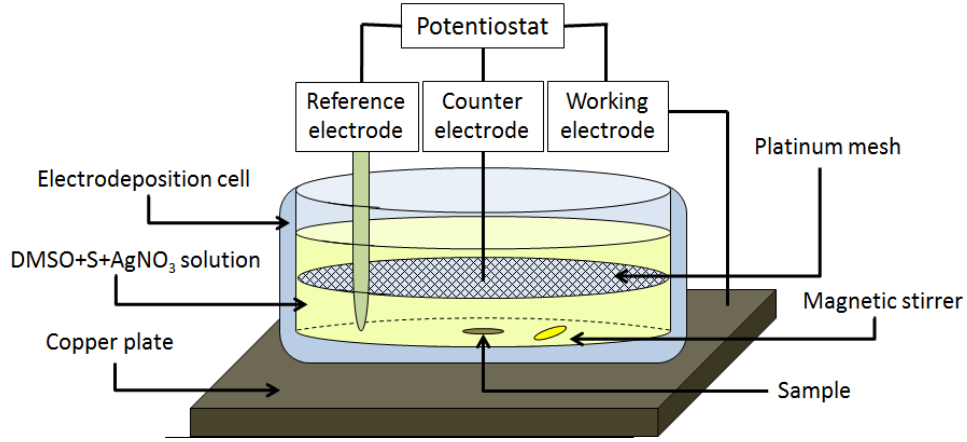 Potentiostat
Reference
electrode
Counter
electrode
Working
electrode
Platinum mesh
Electrodeposition cell
DMSO+S+AgNO₃ solution
Magnetic stirrer
Copper plate
Sample